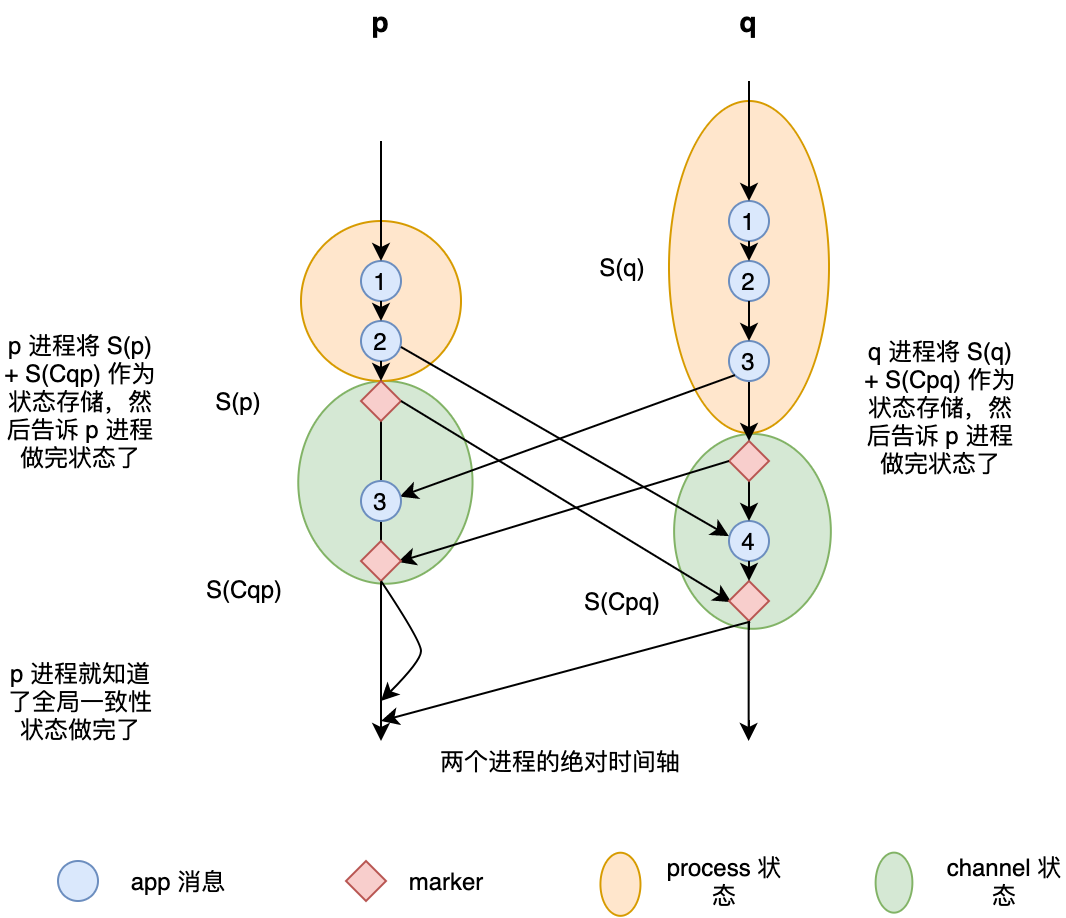 p
q
1
2
3
1
2
3
4
S(q)
S(p)
p 进程将 S(p)
+ S(Cqp) 作为
状态存储，然
后告诉 p 进程
做完状态了
q 进程将 S(q)
+ S(Cpq) 作为
状态存储，然
后告诉 p 进程
做完状态了
S(Cqp)
S(Cpq)
p 进程就知道
了全局一致性
状态做完了
两个进程的绝对时间轴
app 消息
marker
process 状
态
channel 状
态